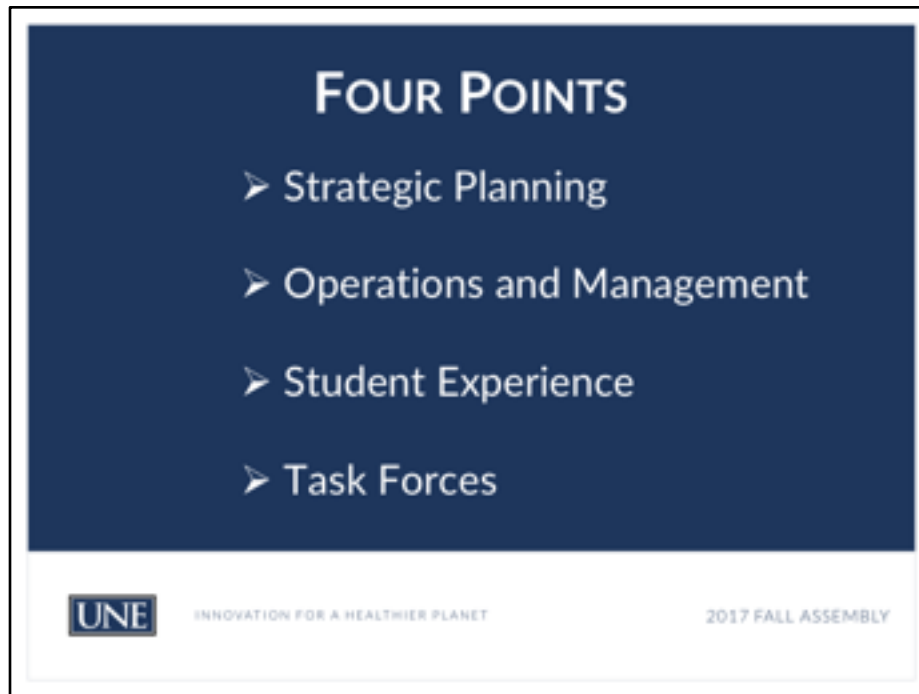 FOUR POINTS
➢ Strategic Planning
➢ Operations and Management
➢ Student Experience
➢ Task Forces
UNE INNOVATION FOR A HEALTHIER PLANET 2017 FALL ASSEMBLY